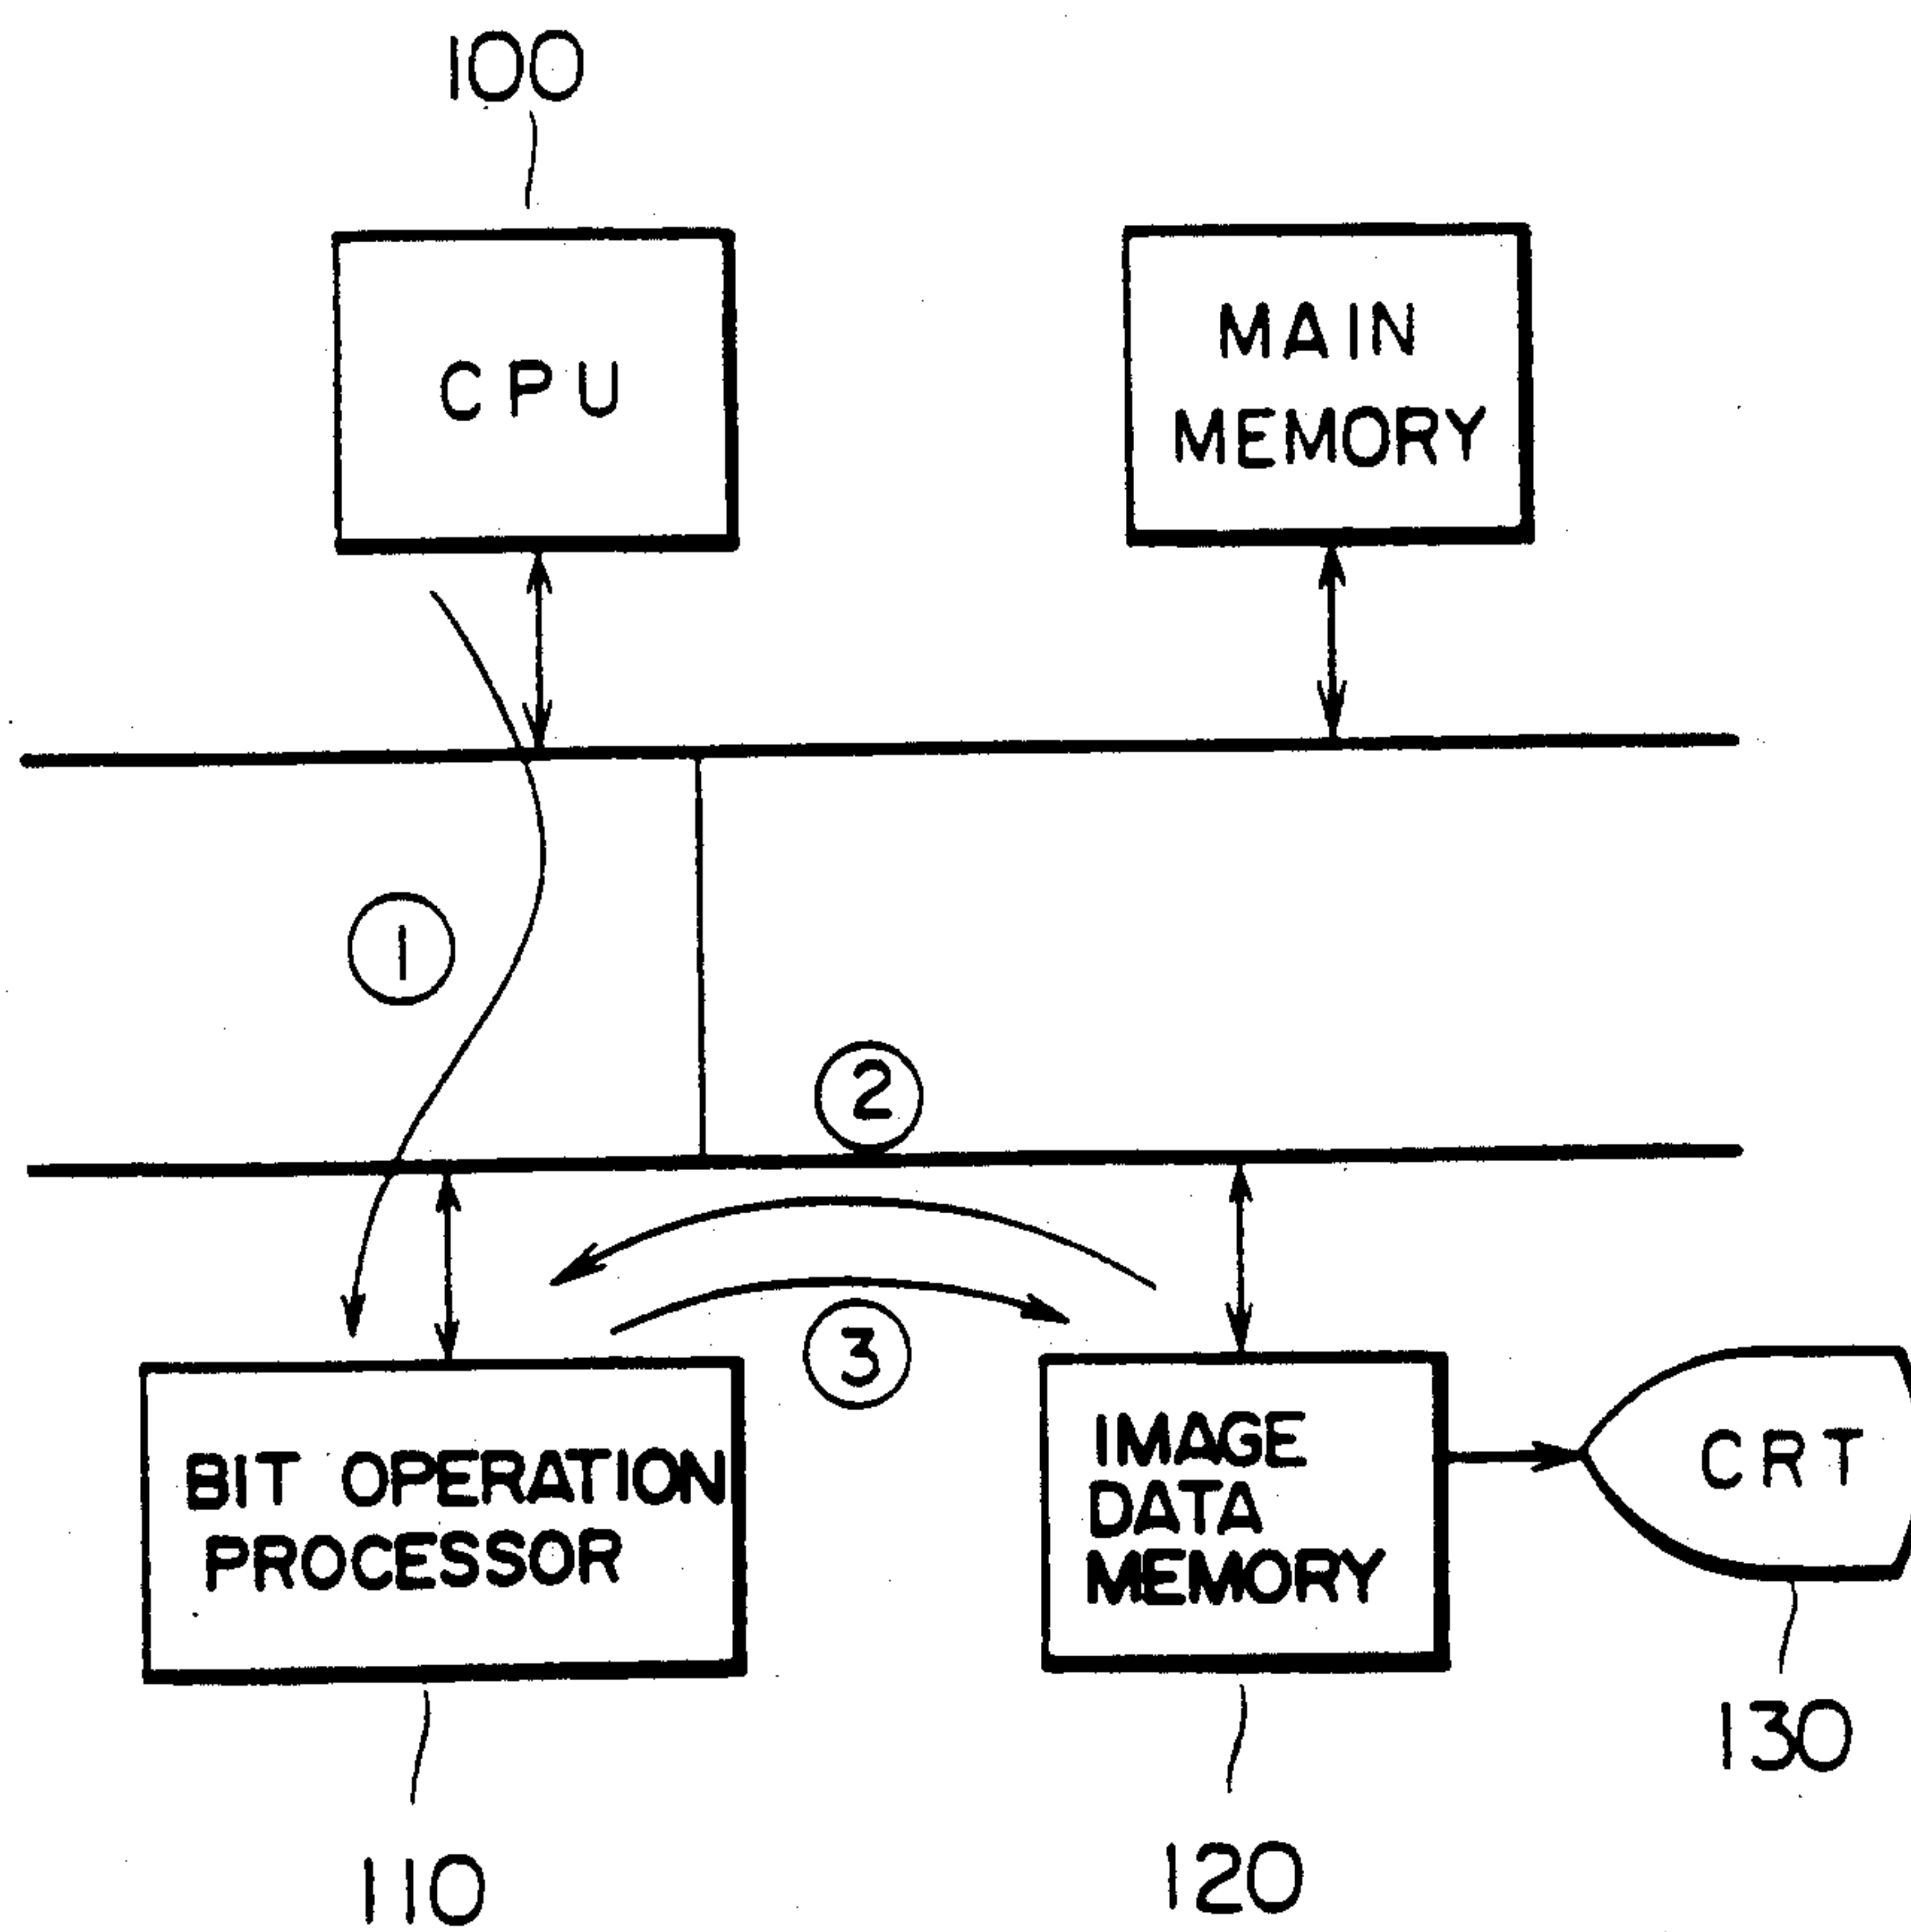 100
CPU
MAIN
MEMORY
①
②
③
BIT OPERATION
PROCESSOR
IMAGE
DATA
MEMORY
CRT
130
110
120